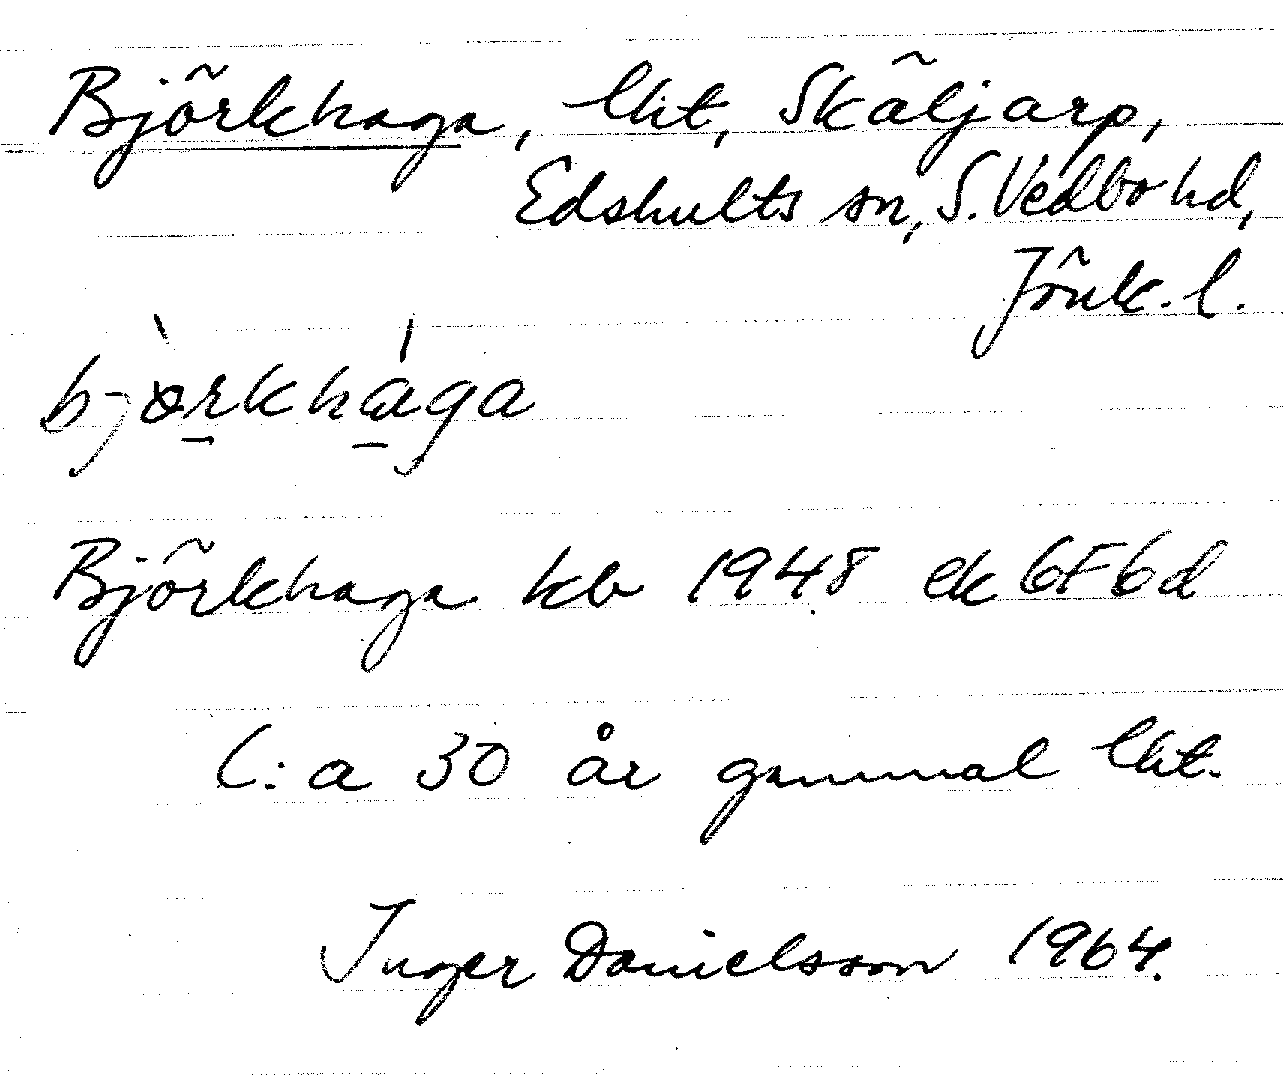 Björkhaga, lht, Skäljarp,
Edshults sn, S. Vedbo hd,
Jönk. l.
björkhaga
Björkhaga kb 1948 ek 6F6d
C:a 30 år gammal lht.
Inger Danielsson 1964.